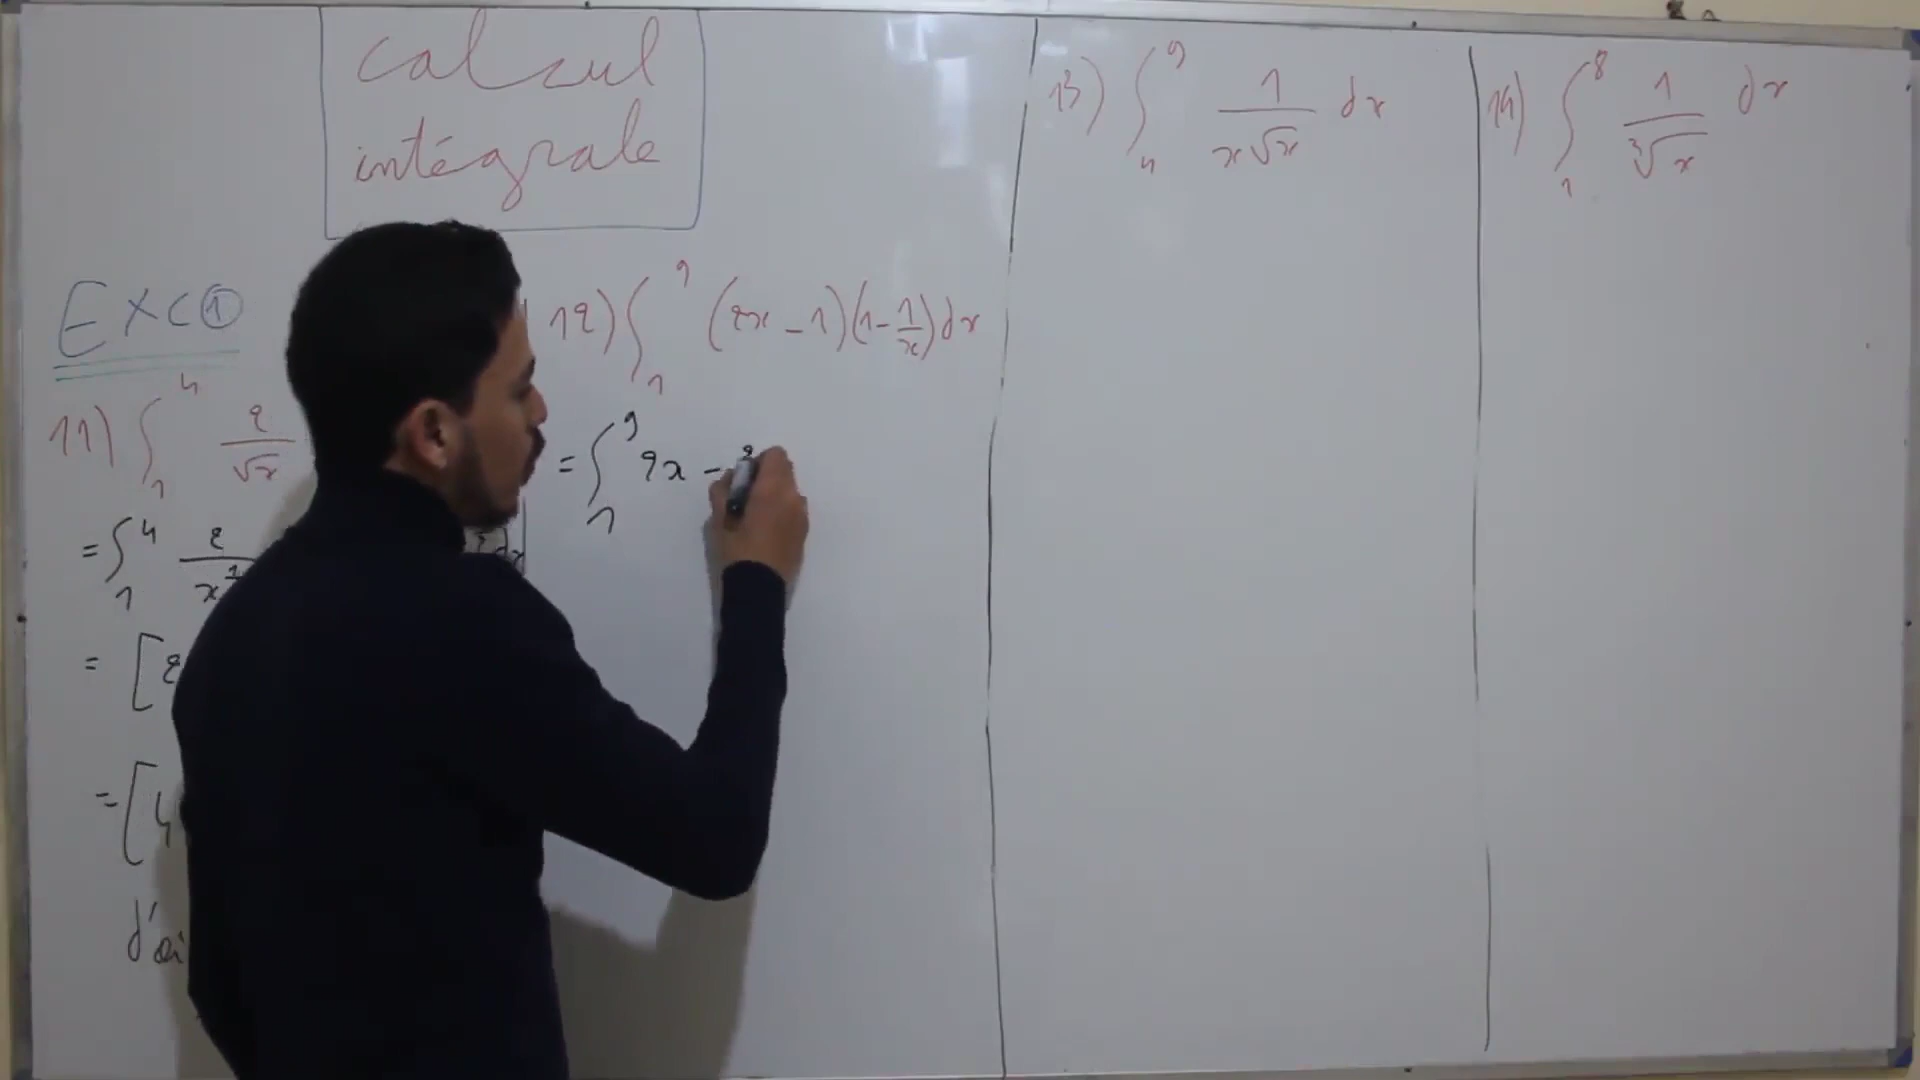 calcul
intégrale
Exc ①
11) ∫₁⁴ 2/√x
= ∫₁⁴ 2/x
= [2
= [4
d'où
12) ∫₁⁹ (2x - 1)(1 - 1/x) dx
= ∫₁⁹ 2x -
13) ∫₄⁹ 1/(x√x) dx
14) ∫₁⁸ 1/∛x dx